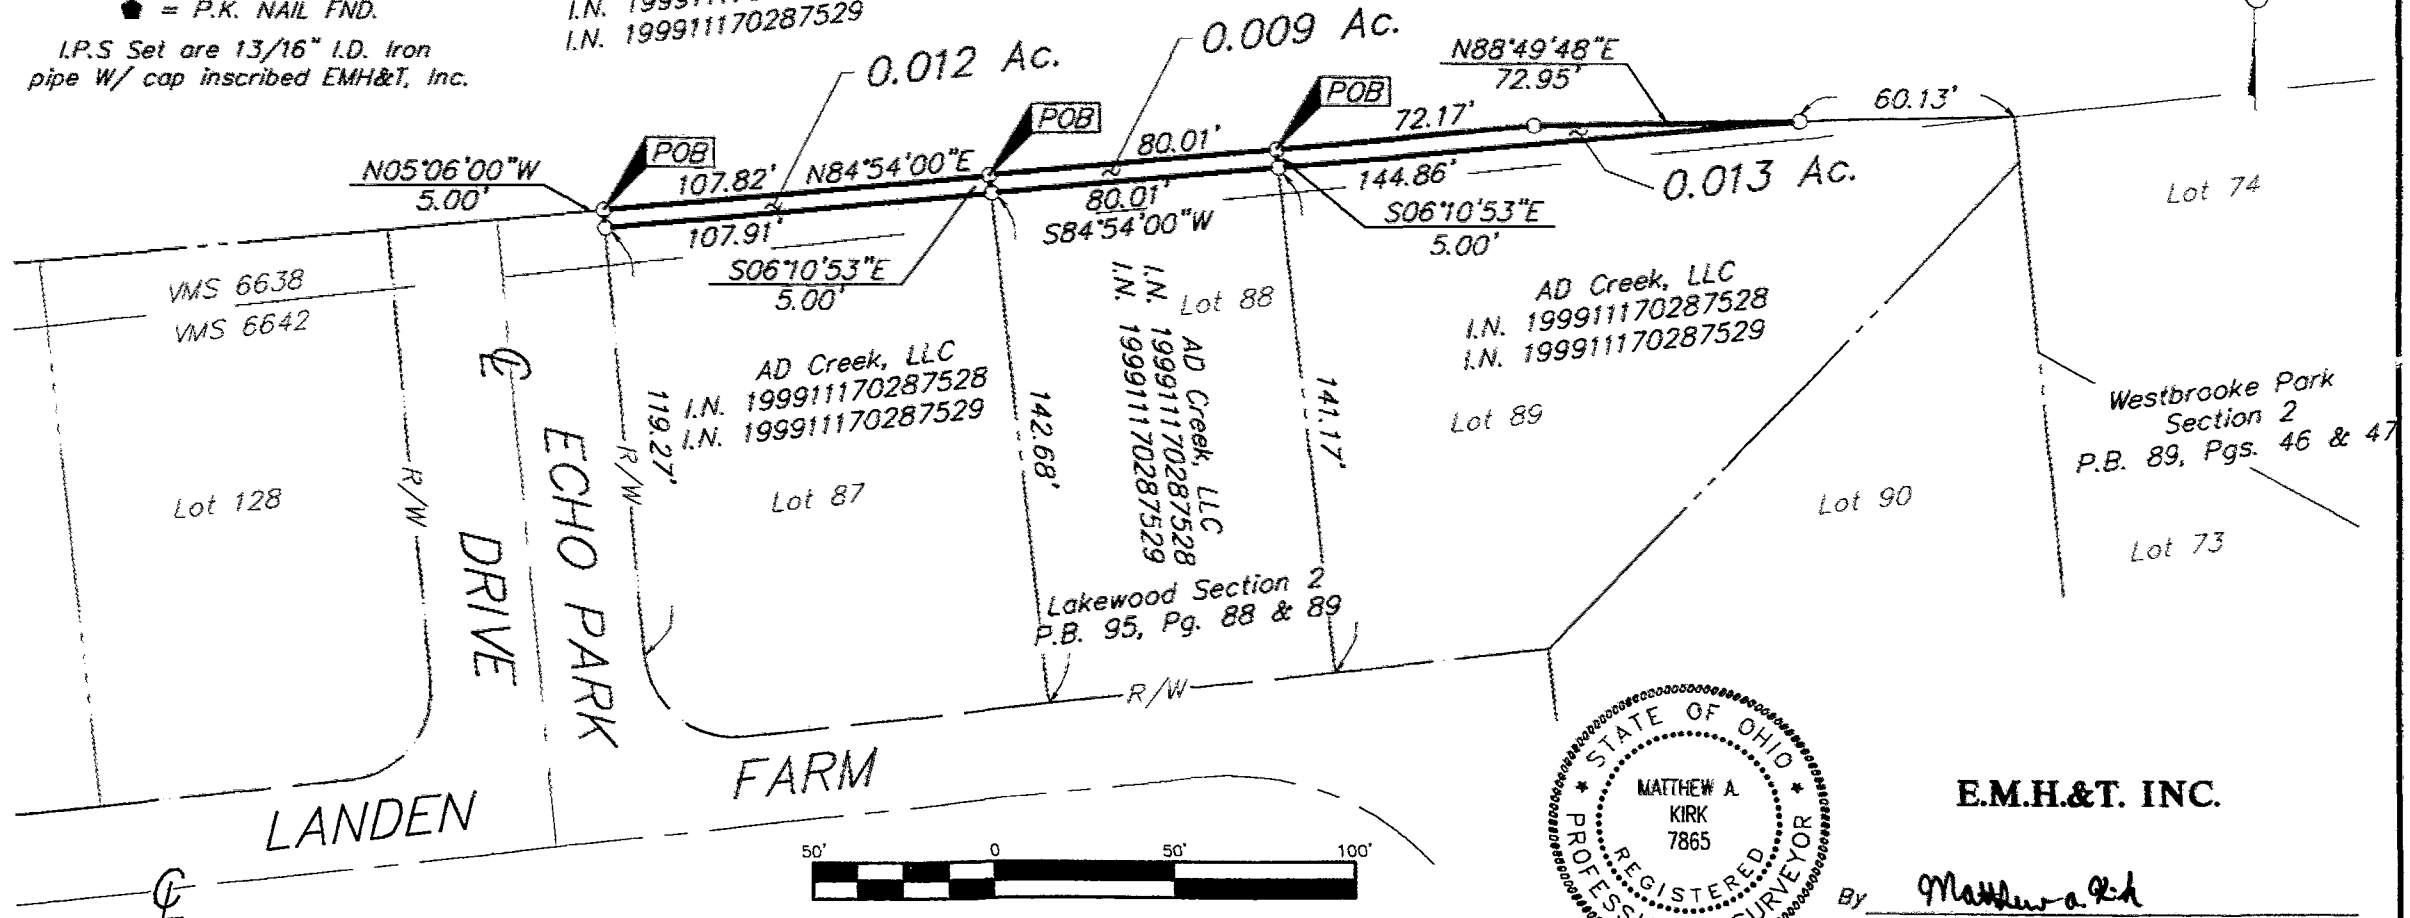 = P.K. NAIL FND.
I.P.S Set are 13/16" I.D. Iron
pipe W/ cap inscribed EMH&T, Inc.
I.N.
I.N. 199911170287529
0.012 Ac.
0.009 Ac.
N88°49'48"E
72.95'
60.13'
POB
POB
POB
N05°06'00"W
5.00'
107.82'
N84°54'00"E
80.01'
72.17'
107.91'
80.01'
S84°54'00"W
144.86'
0.013 Ac.
S06°10'53"E
5.00'
S06°10'53"E
5.00'
Lot 74
VMS 6638
VMS 6642
AD Creek, LLC
I.N. 199911170287528
I.N. 199911170287529
Lot 87
119.27'
R/W
R/W
Lot 128
142.68'
Lot 88
AD Creek, LLC
I.N. 199911170287528
I.N. 199911170287529
141.17'
AD Creek, LLC
I.N. 199911170287528
I.N. 199911170287529
Lot 89
Lot 90
Westbrooke Park
Section 2
P.B. 89, Pgs. 46 & 47
Lot 73
Lakewood Section 2
P.B. 95, Pg. 88 & 89
R/W
ECHO PARK
DRIVE
LANDEN
FARM
50'
0
50'
100'
STATE OF OHIO
MATTHEW A.
KIRK
7865
REGISTERED
SURVEYOR
E.M.H.&T. INC.
By Matthew A. Kirk